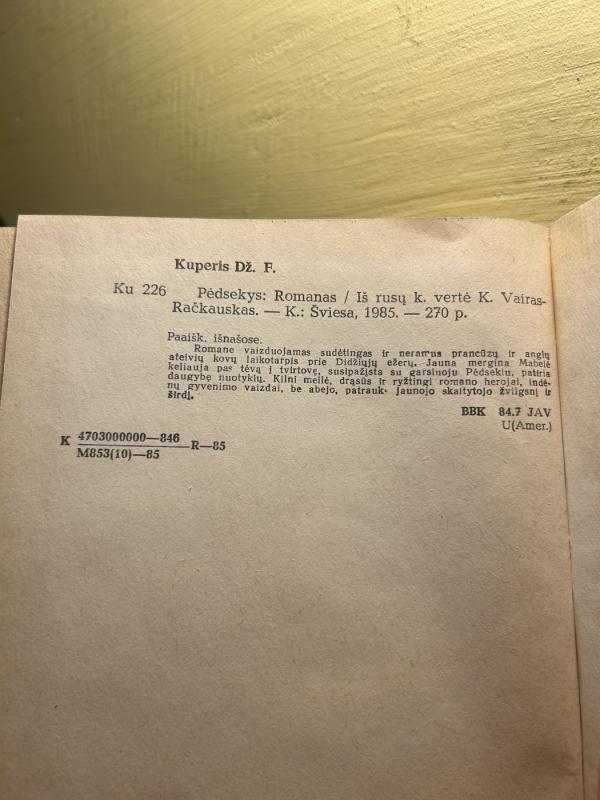 Kuperis Dž. F.
Ku 226 Pėdsekys: Romanas / Iš rusų k. vertė K. Vairas-
Račkauskas. — K.: Šviesa, 1985. — 270 p.
Paaišk. išnašose.
Romane vaizduojamas sudėtingas ir neramus prancūzų ir anglų
ateivių kovų laikotarpis prie Didžiųjų ežerų. Jauna mergina Mabelė
keliauja pas tėvą į tvirtovę, susipažįsta su garsinoju Pėdsekiu, patiria
daugybę nuotykių. Kilni meilė, drąsūs ir ryžtingi romano herojai, indė-
nų gyvenimo vaizdai, be abejo, patrauks jaunojo skaitytojo žvilgsnį ir
širdį.
BBK 84.7 JAV
U(Amer.)
K 4703000000—846
M853(10)—85 R—85